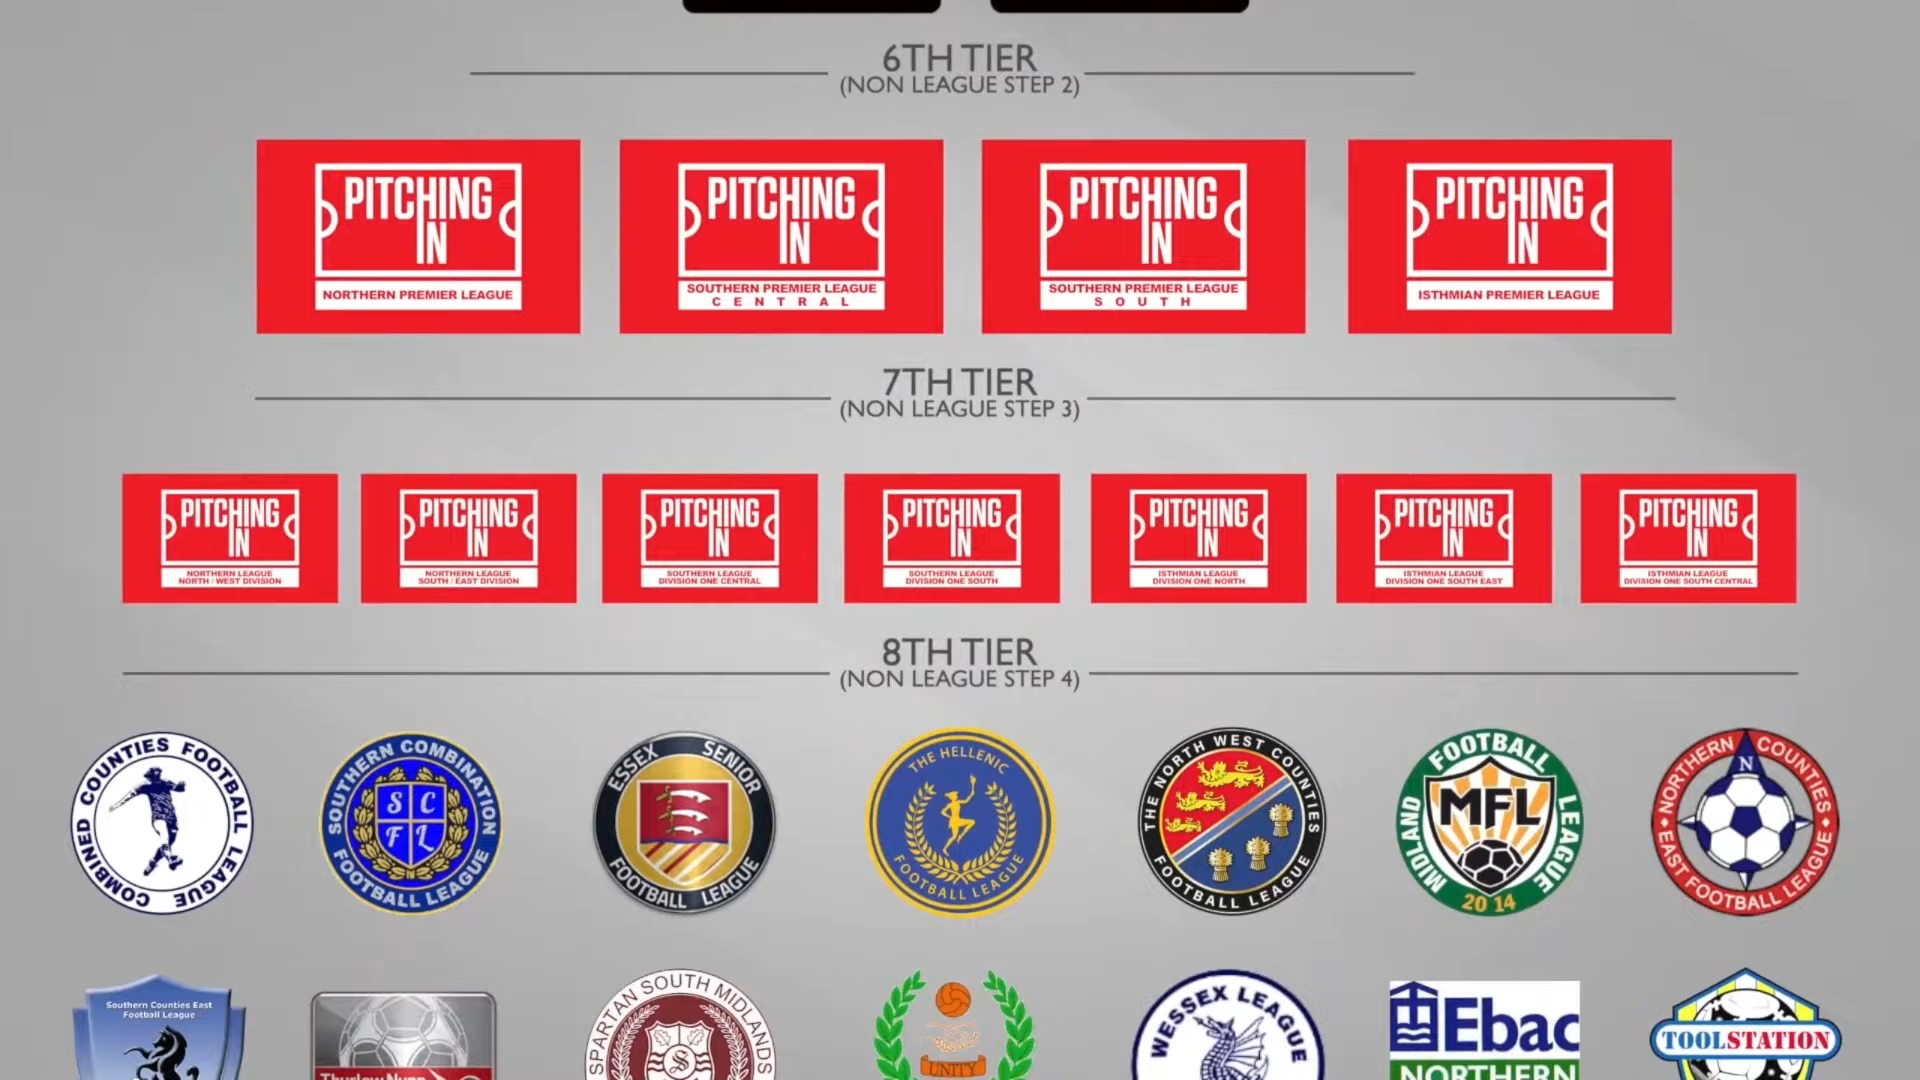 6TH TIER
(NON LEAGUE STEP 2)
PITCHING
IN
NORTHERN PREMIER LEAGUE
PITCHING
IN
SOUTHERN PREMIER LEAGUE
CENTRAL
PITCHING
IN
SOUTHERN PREMIER LEAGUE
SOUTH
PITCHING
IN
ISTHMIAN PREMIER LEAGUE
7TH TIER
(NON LEAGUE STEP 3)
PITCHING
IN
NORTHERN LEAGUE
NORTH / WEST DIVISION
PITCHING
IN
NORTHERN LEAGUE
SOUTH / EAST DIVISION
PITCHING
IN
SOUTHERN LEAGUE
DIVISION ONE CENTRAL
PITCHING
IN
SOUTHERN LEAGUE
DIVISION ONE SOUTH
PITCHING
IN
ISTHMIAN LEAGUE
DIVISION ONE NORTH
PITCHING
IN
ISTHMIAN LEAGUE
DIVISION ONE SOUTH EAST
PITCHING
IN
ISTHMIAN LEAGUE
DIVISION ONE SOUTH CENTRAL
8TH TIER
(NON LEAGUE STEP 4)
COMBINED COUNTIES FOOTBALL LEAGUE
SOUTHERN COMBINATION
S C
F L
FOOTBALL LEAGUE
ESSEX SENIOR
FOOTBALL LEAGUE
THE HELLENIC
FOOTBALL LEAGUE
THE NORTH WEST COUNTIES
FOOTBALL LEAGUE
MIDLAND FOOTBALL LEAGUE
MFL
2014
NORTHERN COUNTIES
N
EAST FOOTBALL LEAGUE
Southern Counties East
Football League
Thurlow Nunn
SPARTAN SOUTH MIDLANDS
S
UNITY
WESSEX LEAGUE
Ebac
NORTHERN
TOOLSTATION